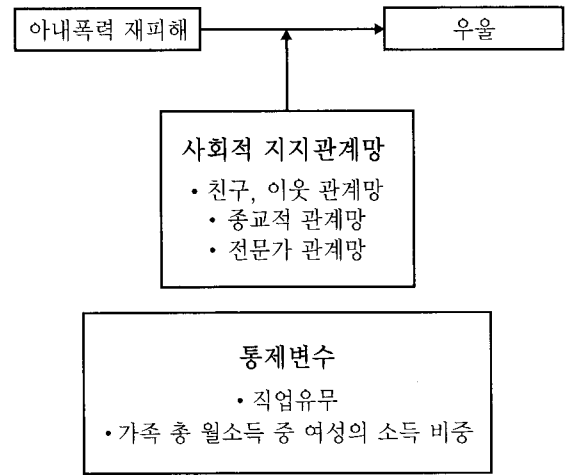 아내폭력 재피해
우울
사회적 지지관계망
• 친구, 이웃 관계망
• 종교적 관계망
• 전문가 관계망
통제변수
• 직업유무
• 가족 총 월소득 중 여성의 소득 비중